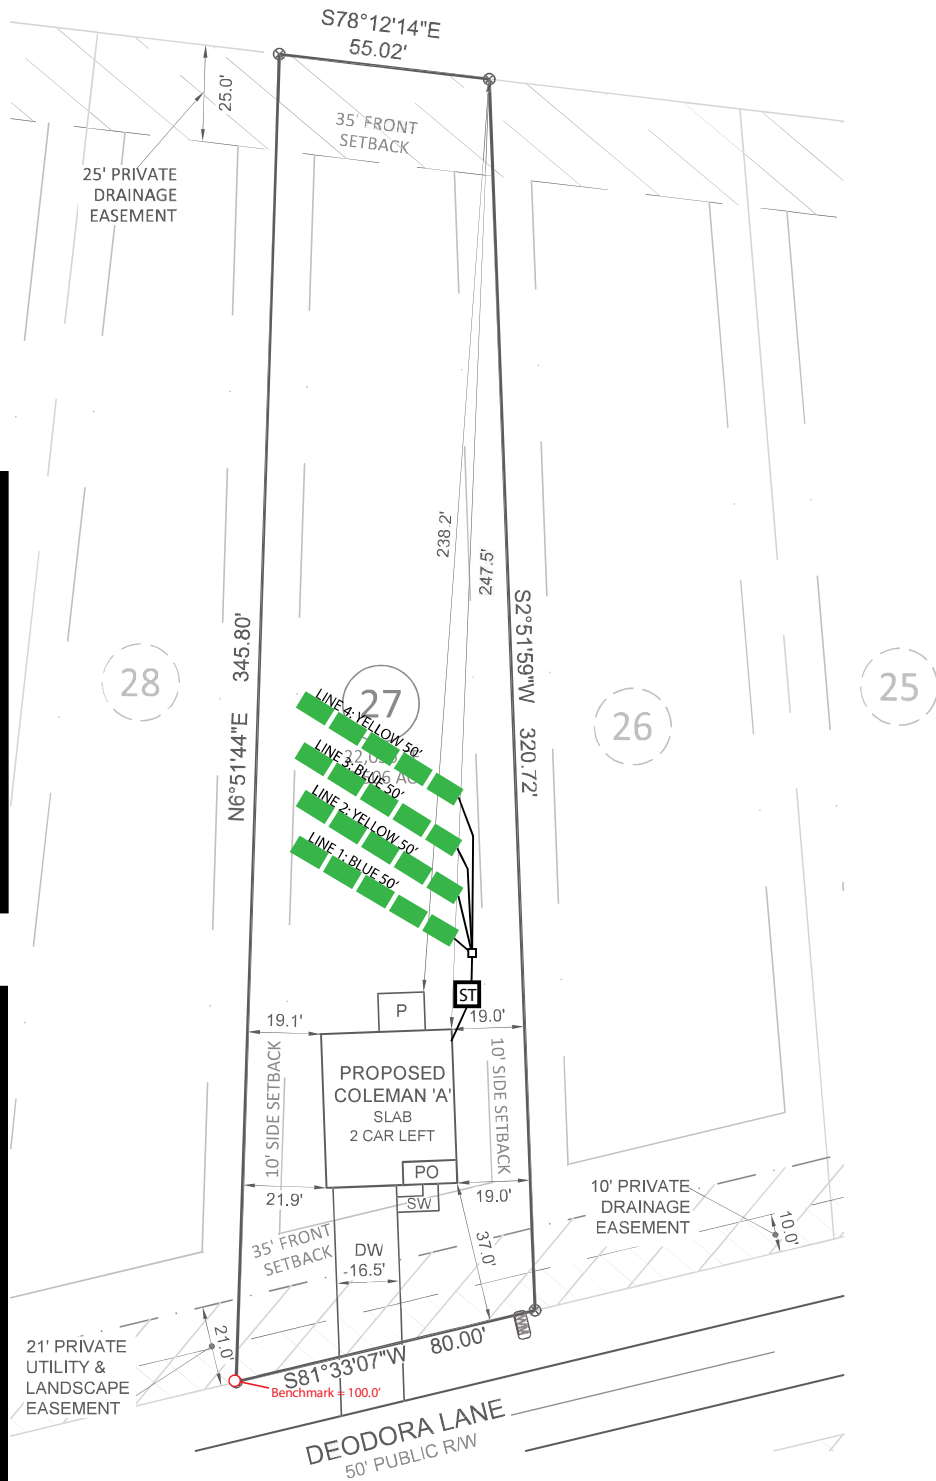 S78°12'14"E
55.02'
25.0'
35' FRONT
SETBACK
25' PRIVATE
DRAINAGE
EASEMENT
238.2'
247.5'
N6°51'44"E 345.80'
S2°51'59"W 320.72'
28
27
26
25
LINE 4: YELLOW 50'
LINE 3: BLUE 50'
LINE 2: YELLOW 50'
LINE 1: BLUE 50'
ST
P
19.1'
19.0'
10' SIDE SETBACK
10' SIDE SETBACK
PROPOSED
COLEMAN 'A'
SLAB
2 CAR LEFT
PO
SW
21.9'
19.0'
10' PRIVATE
DRAINAGE
EASEMENT
10.0'
35' FRONT
SETBACK
DW
16.5'
37.0'
21.0'
21' PRIVATE
UTILITY &
LANDSCAPE
EASEMENT
S81°33'07"W 80.00'
WM
Benchmark = 100.0'
DEODORA LANE
50' PUBLIC R/W